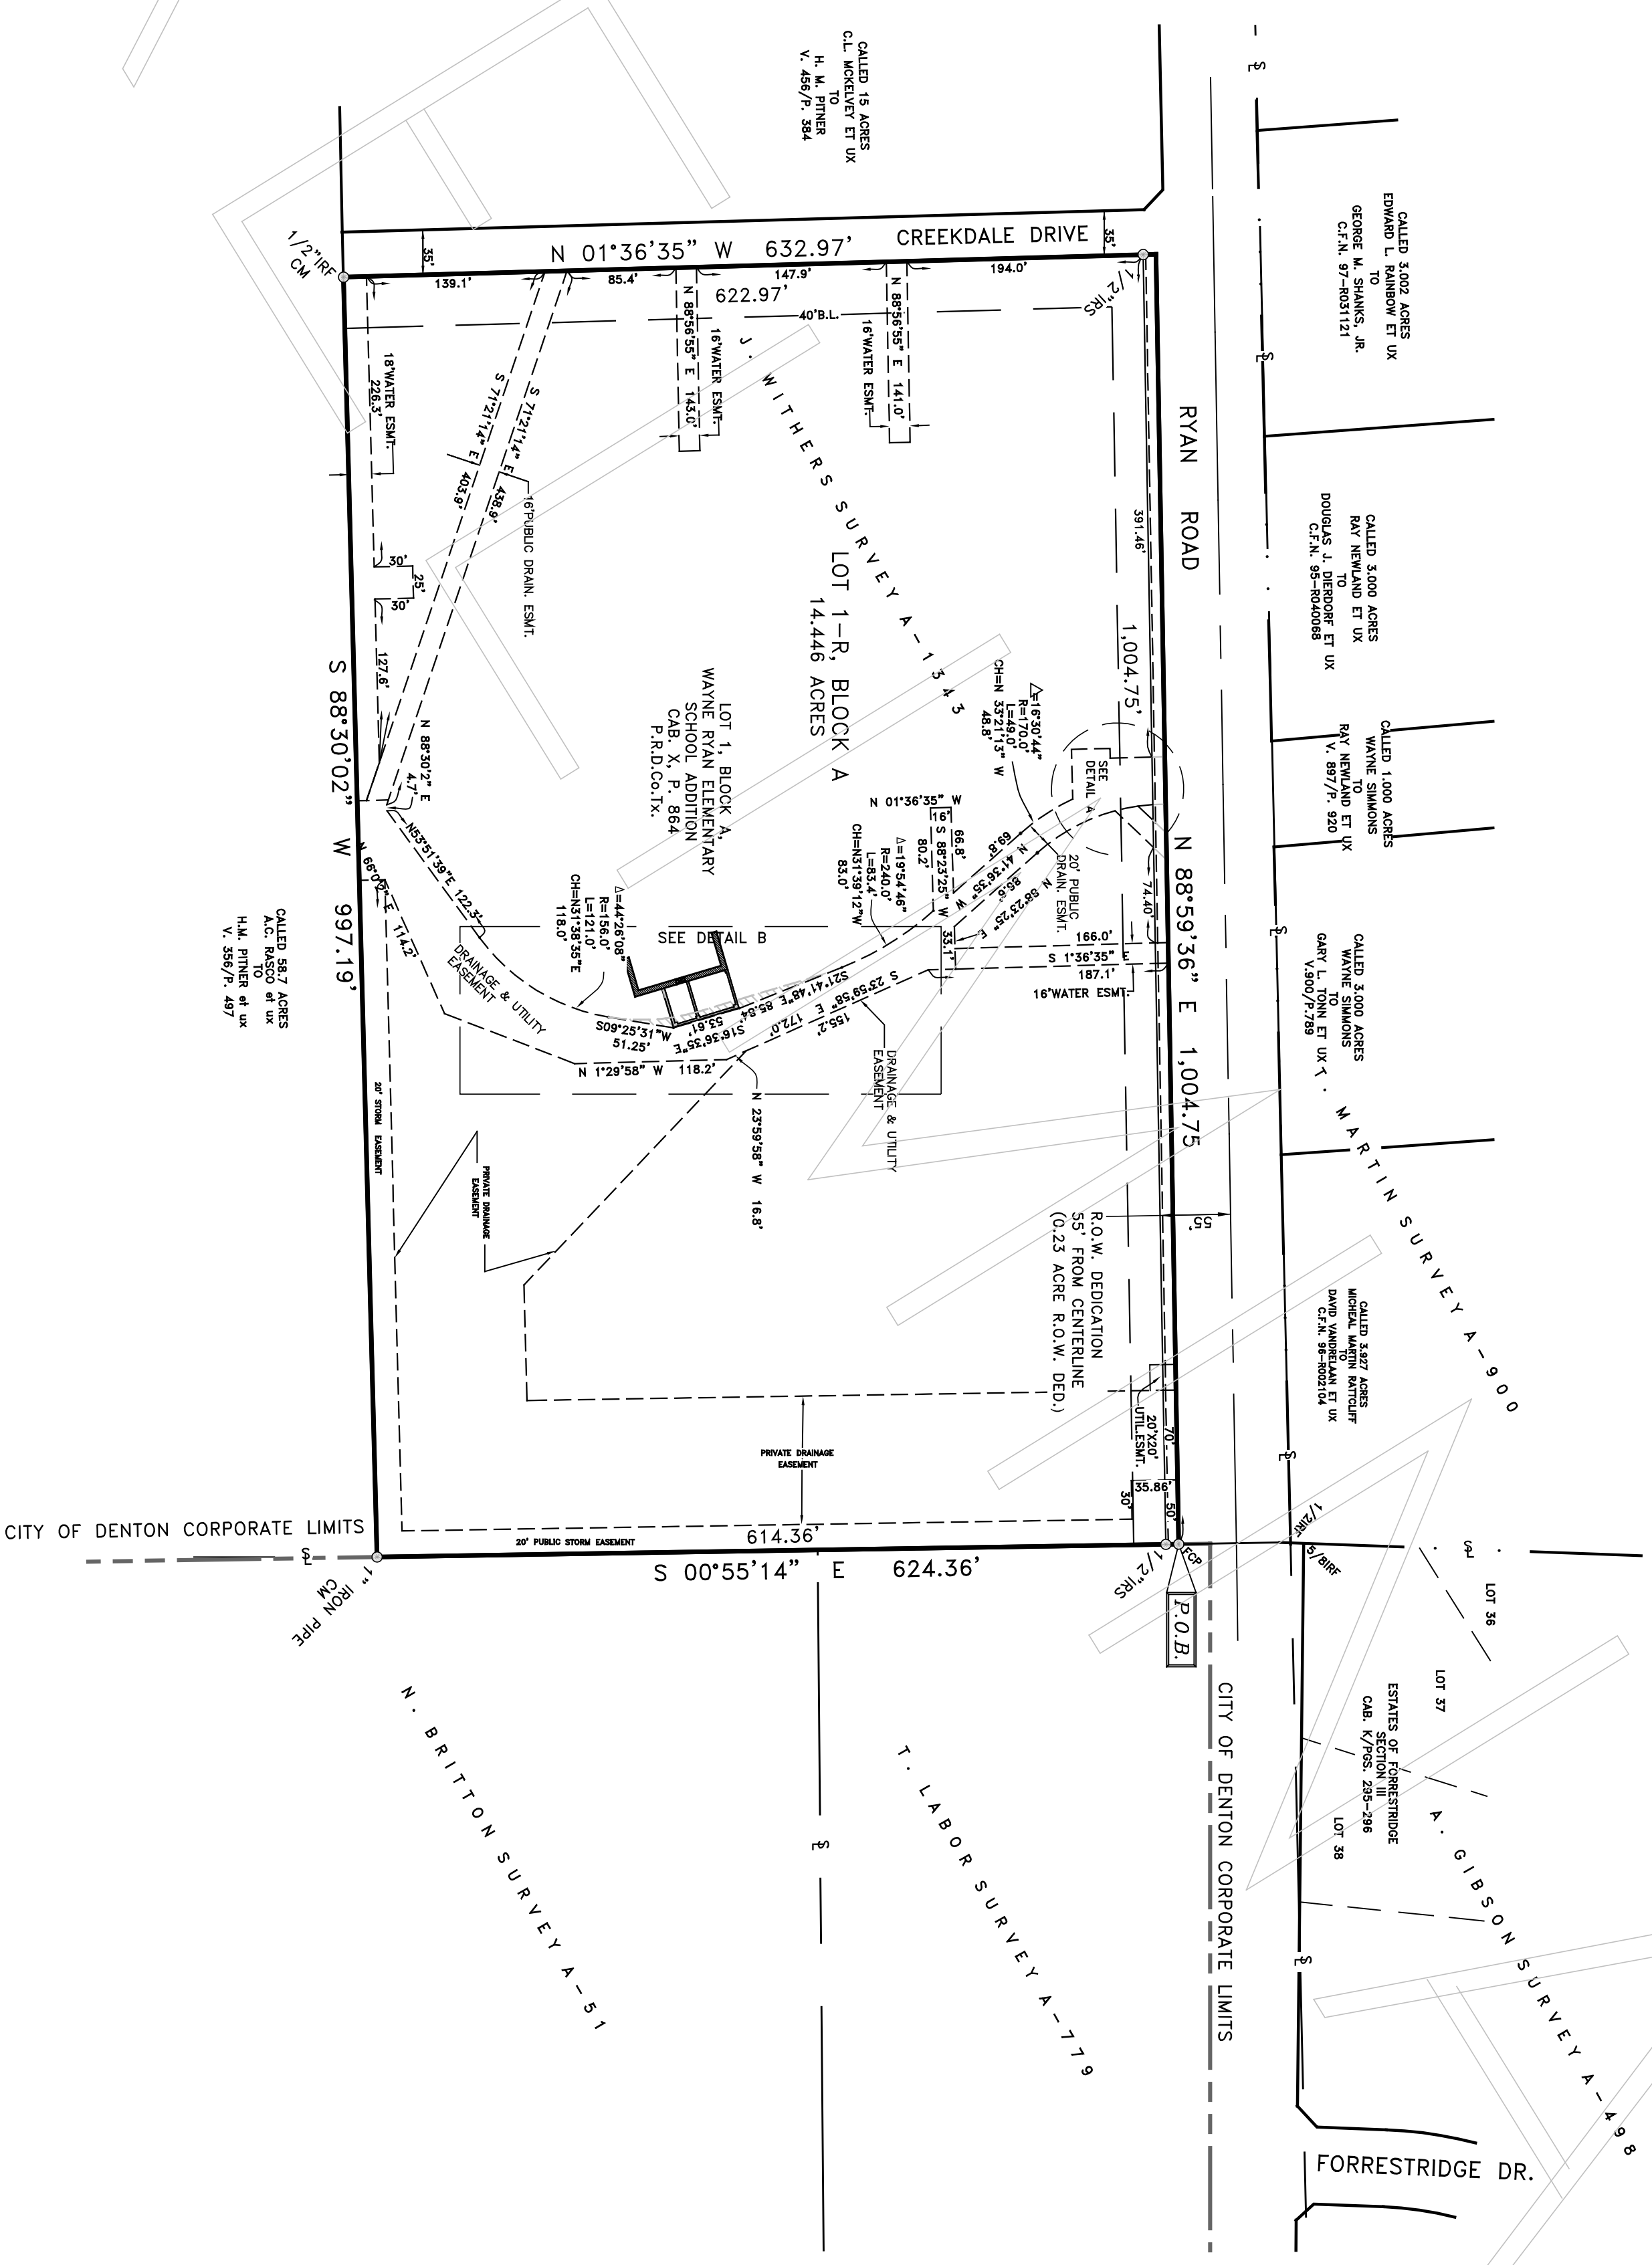 CALLED 15 ACRES
C.L. MCKELVEY ET UX
TO
H. M. PITNER
V. 456/P. 384
CALLED 3.002 ACRES
EDWARD L. RAINBOW ET UX
TO
GEORGE M. SHANKS, JR.
C.F.N. 97-R031121
CALLED 3.000 ACRES
RAY NEWLAND ET UX
TO
DOUGLAS J. DIERDORF ET UX
C.F.N. 95-R040068
CALLED 1.000 ACRES
WAYNE SIMMONS
TO
RAY NEWLAND ET UX
V. 897/P. 920
CALLED 3.000 ACRES
WAYNE SIMMONS
TO
GARY L. TONN ET UX
V.900/P.789
CALLED 3.927 ACRES
MICHEAL MARTIN RATTCLIFF
TO
DAVID VANDRELAAN ET UX
C.F.N. 96-R002104
T. MARTIN SURVEY A-900
RYAN ROAD
CREEKDALE DRIVE
35'
35'
N 01°36'35" W 632.97'
622.97'
1/2"IRF
CM
1/2"IRS
139.1'
85.4'
147.9'
194.0'
40'B.L.
N 88°56'55" E 143.0'
16'WATER ESMT.
N 88°56'55" E 141.0'
16'WATER ESMT.
18'WATER ESMT.
226.3'
S 71°21'14" E 403.9'
S 71°21'14" E 438.9'
16'PUBLIC DRAIN. ESMT.
30'
25'
30'
127.6'
J. WITHERS SURVEY A-1343
LOT 1-R, BLOCK A
14.446 ACRES
LOT 1, BLOCK A,
WAYNE RYAN ELEMENTARY
SCHOOL ADDITION
CAB. X, P. 864
P.R.D.Co.Tx.
391.46'
1,004.75'
N 88°59'36" E 1,004.75
△=16°30'44"
R=170.0'
L=49.0'
CH=N 33°21'13" W
48.8'
SEE
DETAIL A
74.40'
20' PUBLIC
DRAIN. ESMT.
69.8'
N 41°36'35" W
86.6'
N 88°23'25" E
33.1'
N 01°36'35" W
16'
66.8'
S 88°23'25" W
80.2'
Δ=19°54'46"
R=240.0'
L=83.4'
CH=N31°39'12"W
83.0'
166.0'
S 1°36'35" E
187.1'
16'WATER ESMT.
S 88°30'02" W 997.19'
N 88°30'2" E
4.7'
N53°51'39"E 122.3'
114.2'
DRAINAGE & UTILITY
EASEMENT
Δ=44°26'08"
R=156.0'
L=121.0'
CH=N31°38'35"E
118.0'
SEE DETAIL B
S09°25'31"W
51.25'
S16°36'35"E
53.61'
S21°41'48"E 85.84'
S 23°59'58" E 172.0'
155.2'
N 1°29'58" W 118.2'
N 23°59'58" W 16.8'
DRAINAGE & UTILITY
EASEMENT
20' STORM EASEMENT
PRIVATE DRAINAGE
EASEMENT
PRIVATE DRAINAGE
EASEMENT
R.O.W. DEDICATION
55' FROM CENTERLINE
(0.23 ACRE R.O.W. DED.)
55'
20'X20'
UTIL.ESMT.
70'
35.86'
30'
50'
20' PUBLIC STORM EASEMENT
614.36'
S 00°55'14" E 624.36'
1/2"IRS
FCP
P.O.B.
1/2IRF
5/8IRF
1" IRON PIPE
CM
CITY OF DENTON CORPORATE LIMITS
CITY OF DENTON CORPORATE LIMITS
CALLED 58.7 ACRES
A.C. RASCO et ux
TO
H.M. PITNER et ux
V. 356/P. 497
N. BRITTON SURVEY A-51
T. LABOR SURVEY A-779
A. GIBSON SURVEY A-498
LOT 36
LOT 37
LOT 38
ESTATES OF FORRESTRIDGE
SECTION III
CAB. K/PGS. 295-296
FORRESTRIDGE DR.